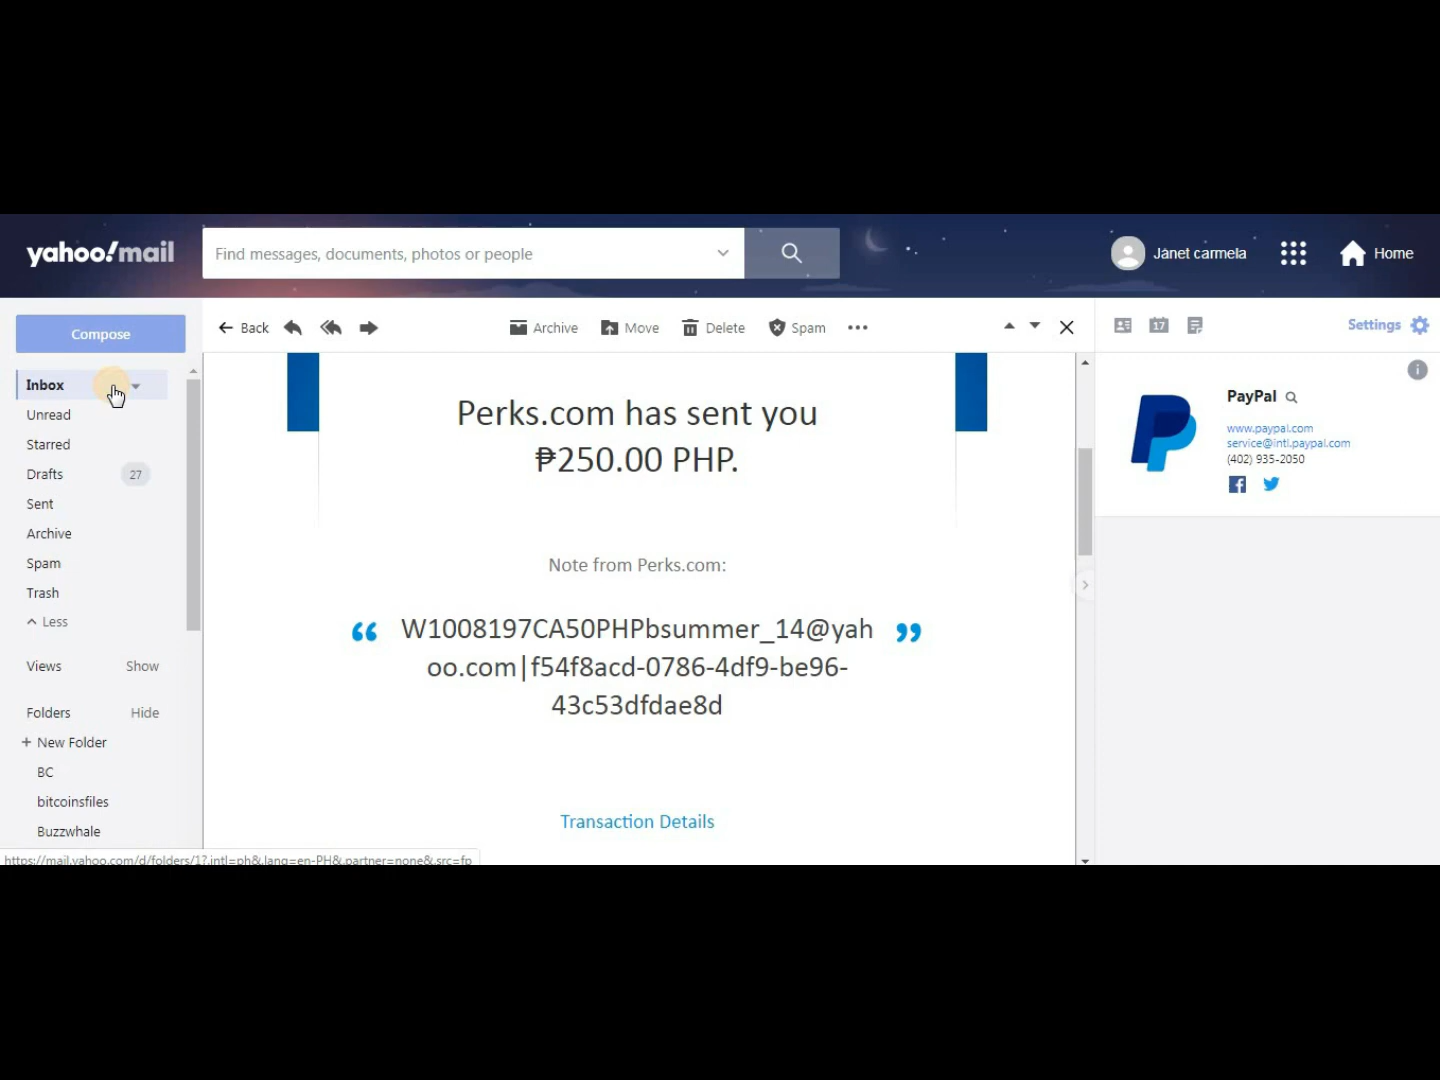 yahoo!mail
Find messages, documents, photos or people
Jánet carmela
Home
Compose
Back
Archive
Move
Delete
Spam
17
Settings
Inbox
Unread
Starred
Drafts
27
Sent
Archive
Spam
Trash
Less
Views
Show
Folders
Hide
+ New Folder
BC
bitcoinsfiles
Buzzwhale
https://mail.yahoo.com/d/folders/1?.intl=ph&.lang=en-PH&.partner=none&.src=fp
Perks.com has sent you
₱250.00 PHP.
Note from Perks.com:
“ W1008197CA50PHPbsummer_14@yah ”
oo.com|f54f8acd-0786-4df9-be96-
43c53dfdae8d
Transaction Details
PayPal
www.paypal.com
service@intl.paypal.com
(402) 935-2050